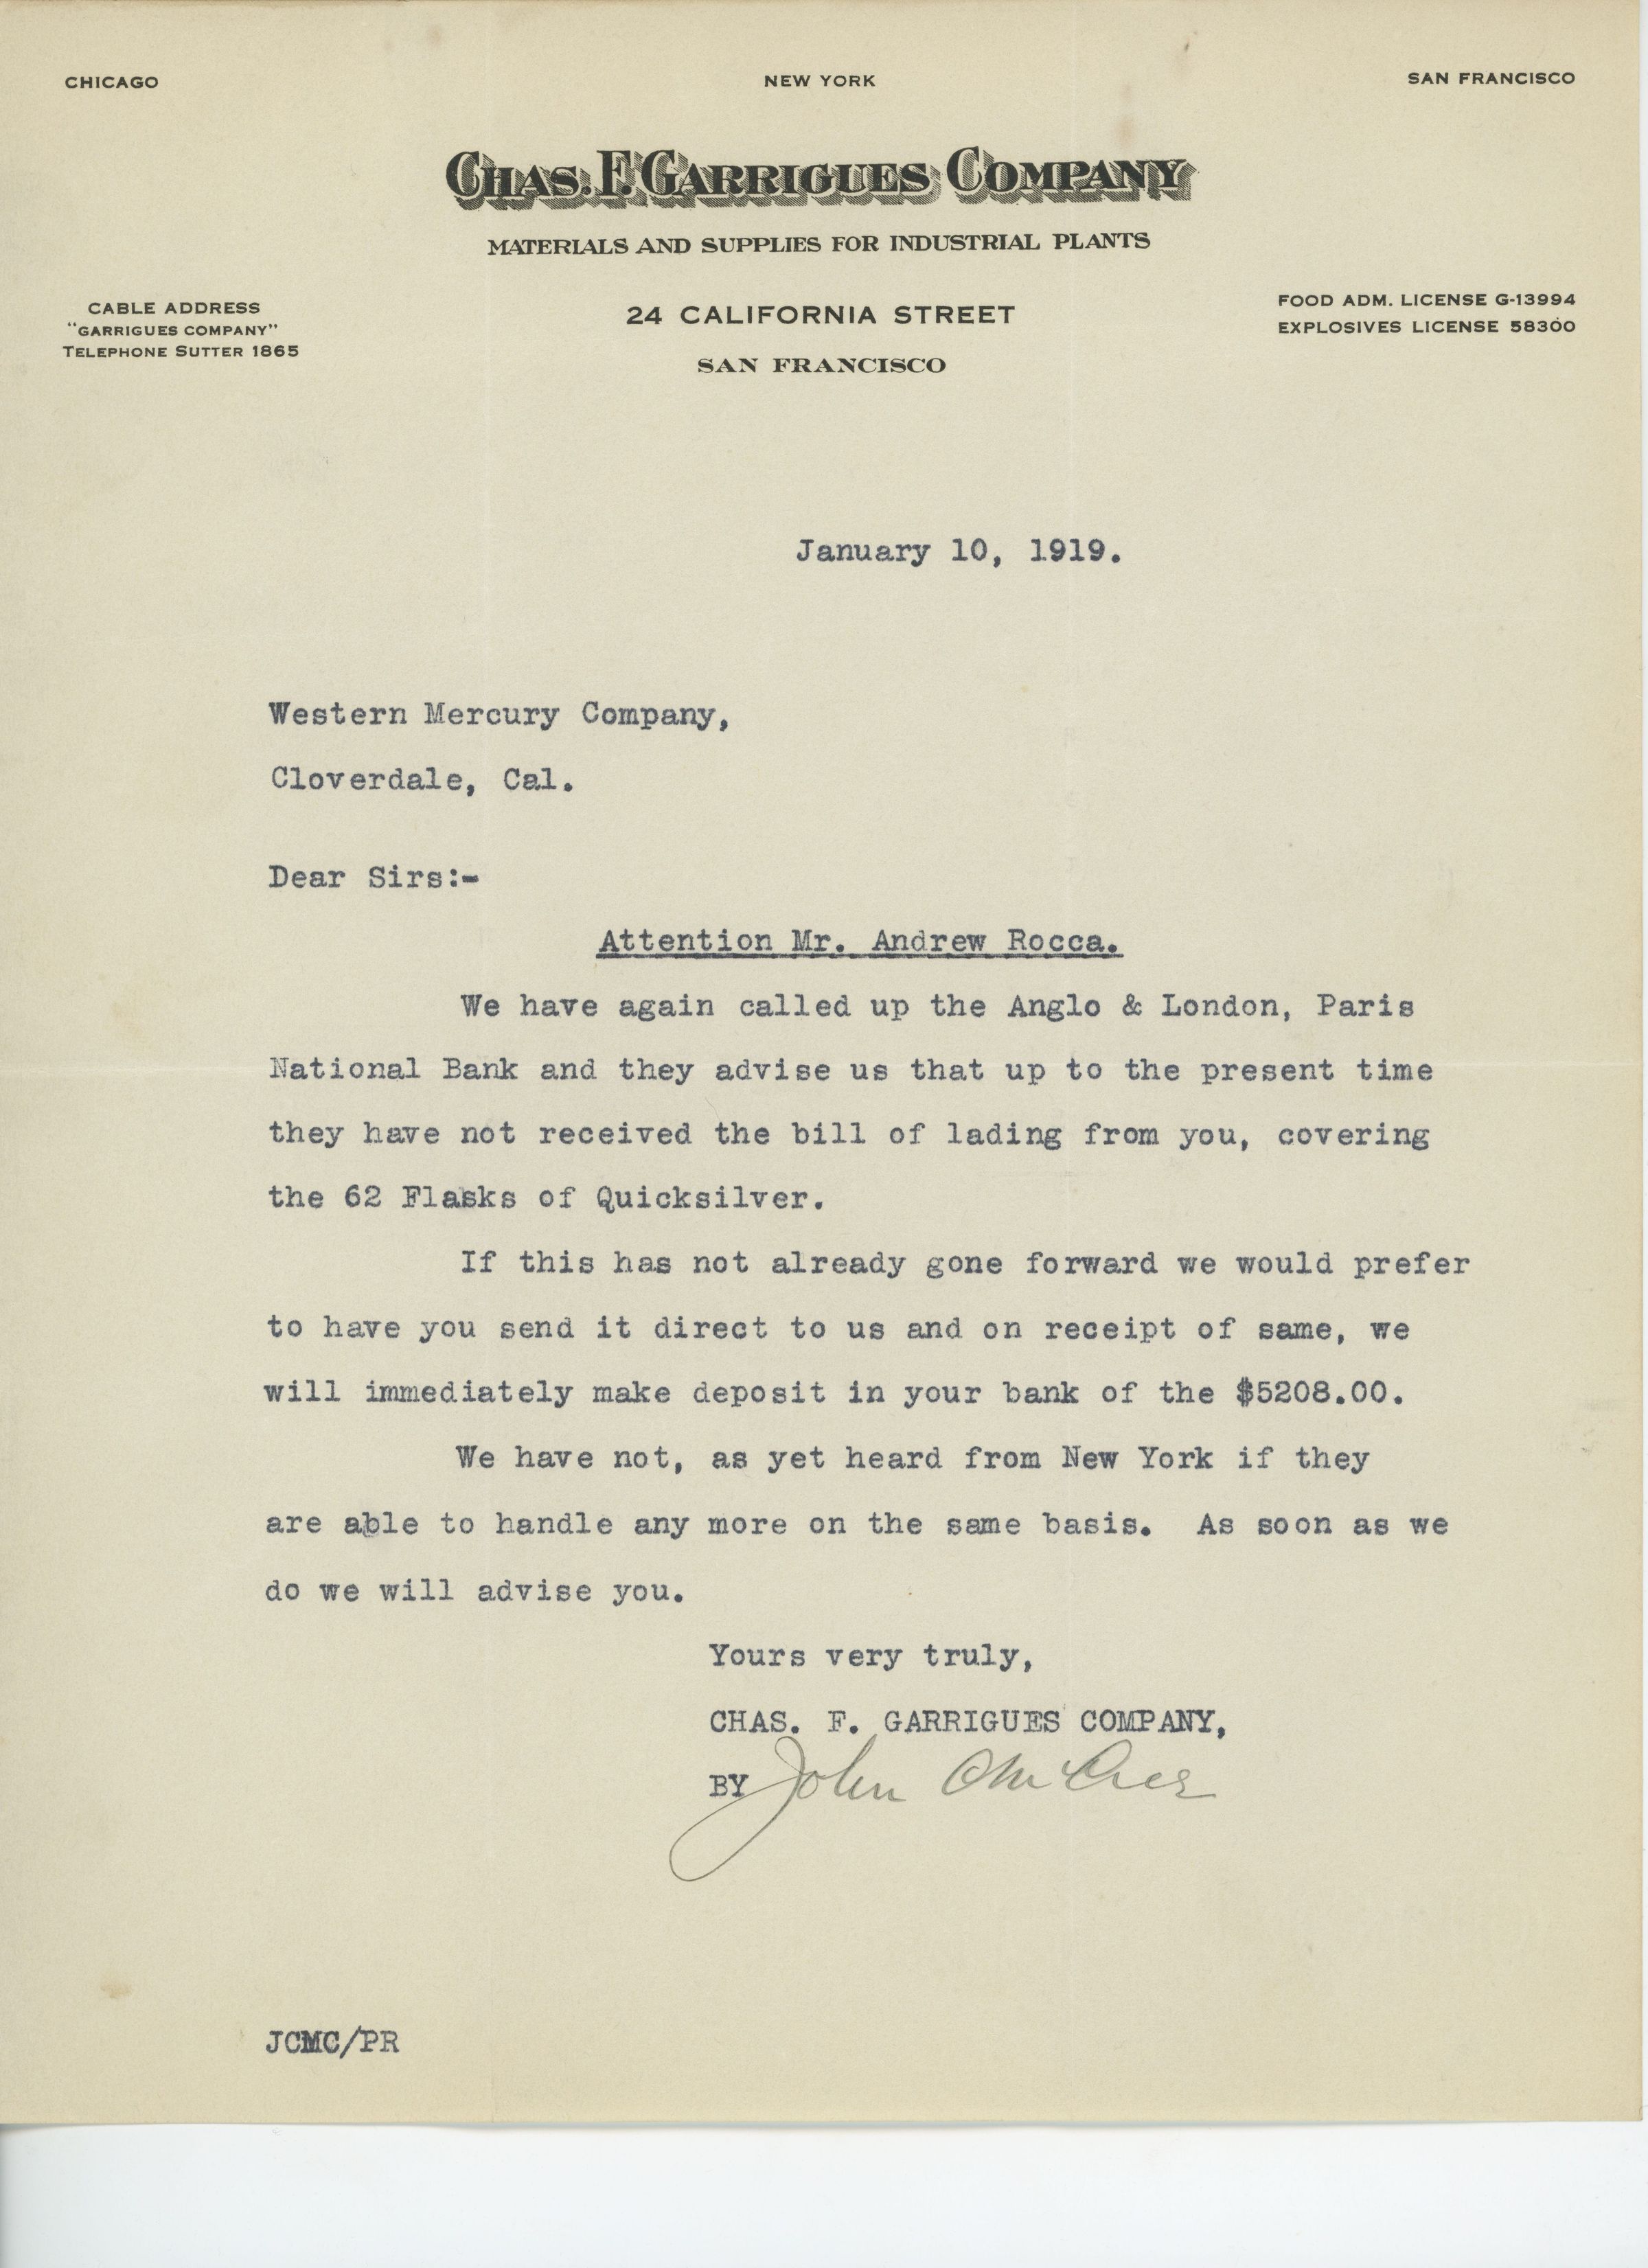 CHICAGO
NEW YORK
SAN FRANCISCO
CHAS. F. GARRIGUES COMPANY
MATERIALS AND SUPPLIES FOR INDUSTRIAL PLANTS
CABLE ADDRESS
"GARRIGUES COMPANY"
TELEPHONE SUTTER 1865
24 CALIFORNIA STREET
SAN FRANCISCO
FOOD ADM. LICENSE G-13994
EXPLOSIVES LICENSE 58300
January 10, 1919.
Western Mercury Company,
Cloverdale, Cal.
Dear Sirs:-
Attention Mr. Andrew Rocca.
We have again called up the Anglo & London, Paris
National Bank and they advise us that up to the present time
they have not received the bill of lading from you, covering
the 62 Flasks of Quicksilver.
If this has not already gone forward we would prefer
to have you send it direct to us and on receipt of same, we
will immediately make deposit in your bank of the $5208.00.
We have not, as yet heard from New York if they
are able to handle any more on the same basis. As soon as we
do we will advise you.
Yours very truly,
CHAS. F. GARRIGUES COMPANY,
BY John
JCMC/PR